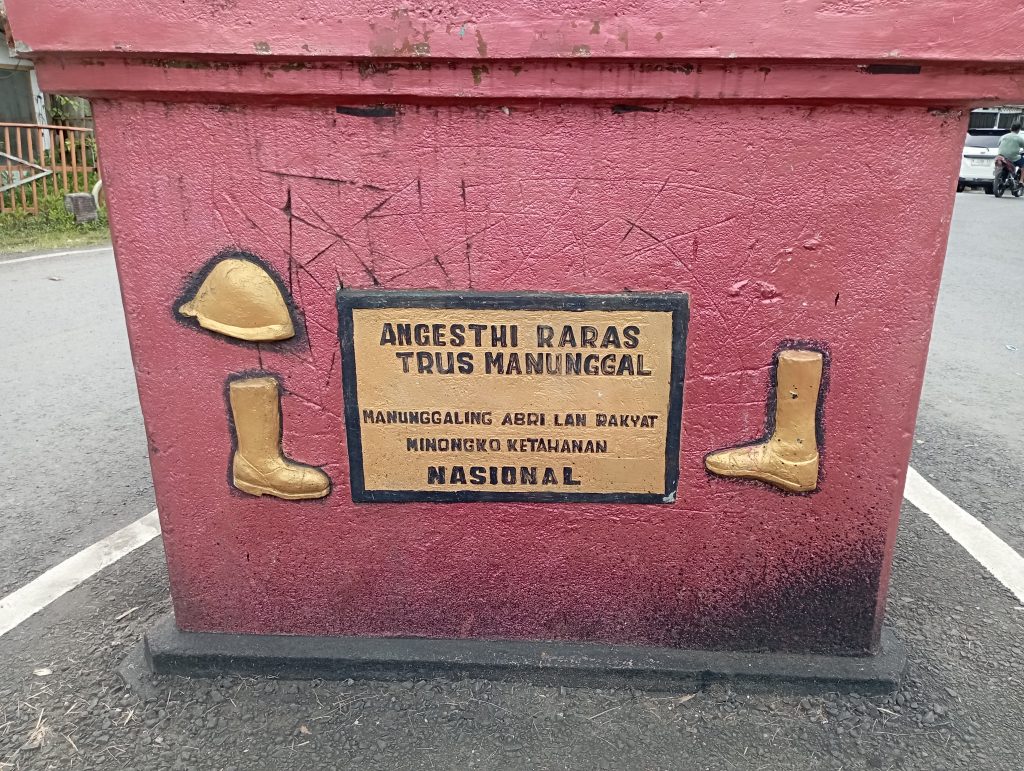 ANGESTHI RARAS
TRUS MANUNGGAL
MANUNGGALING ABRI LAN RAKYAT
MINONGKO KETAHANAN
NASIONAL